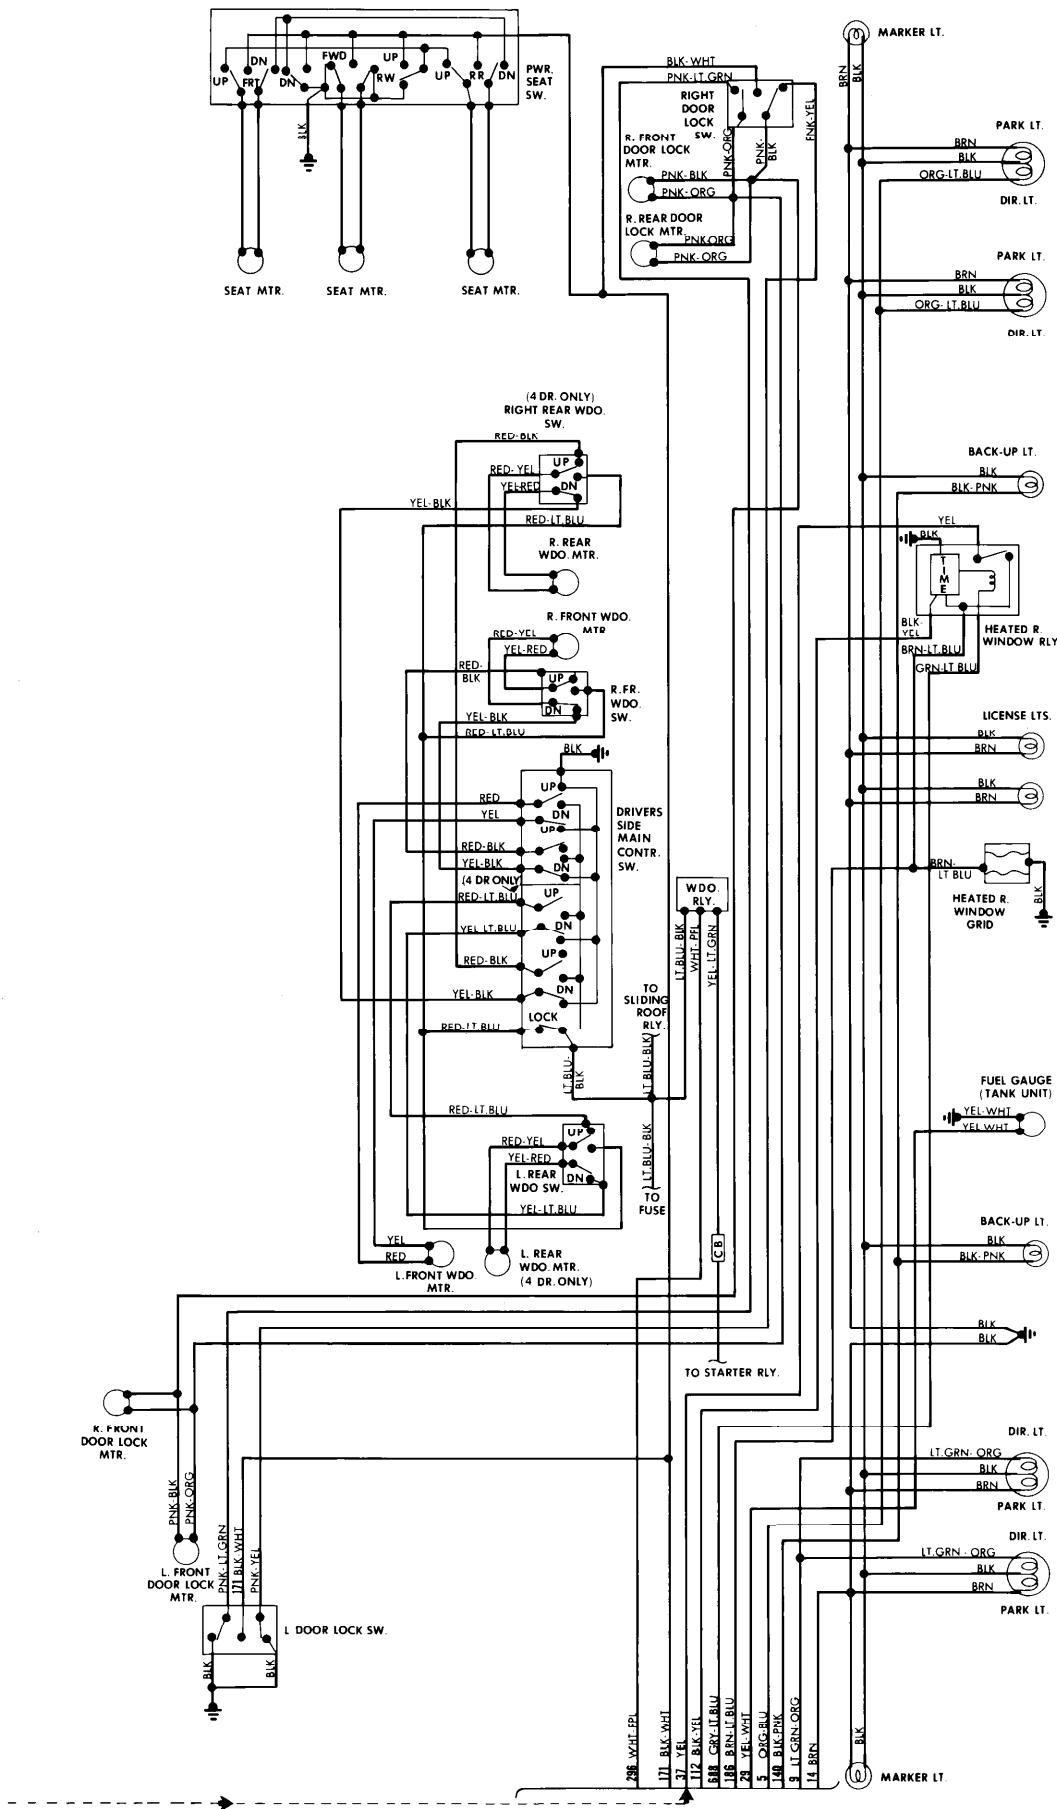 MARKER LT.
DN
FWD
UP
UP
FRT
DN
RW
UP
RR
DN
PWR.
SEAT
SW.
BLK
SEAT MTR.
SEAT MTR.
SEAT MTR.
BLK-WHT
PNK-LT.GRN
RIGHT
DOOR
LOCK
SW.
PNK-ORG
PNK-
BLK
R. FRONT
DOOR LOCK
MTR.
PNK-BLK
PNK-ORG
R. REAR DOOR
LOCK MTR.
PNK-ORG
PNK-ORG
BRN
BLK
PARK LT.
BRN
BLK
ORG-LT.BLU
DIR. LT.
PARK LT.
BRN
BLK
ORG-LT.BLU
DIR. LT.
(4 DR. ONLY)
RIGHT REAR WDO.
SW.
RED-BLK
UP
RED-YEL
YEL-RED
DN
YEL-BLK
RED-LT.BLU
R. REAR
WDO. MTR.
R. FRONT WDO.
MTR
RED-YEL
YEL-RED
RED-
BLK
UP
DN
R. FR.
WDO.
SW.
YEL-BLK
RED-LT.BLU
BLK
BACK-UP LT.
BLK
BLK-PNK
YEL
BLK
TIME
BLK-
YEL
BRN-LT.BLU
GRN-LT BLU
HEATED R.
WINDOW RLY
LICENSE LTS.
BLK
BRN
BLK
BRN
RED
UP
YEL
DN
UP
RED-BLK
YEL-BLK
DN
(4 DR ONLY
RED-LT.BLU
UP
YEL LT.BLU
DN
UP
RED-BLK
DN
YEL-BLK
LOCK
RED-LT.BLU
DRIVERS
SIDE
MAIN
CONTR.
SW.
LT.BLU-
BLK
WDO.
RLY.
LT.BLU-BLK
WHT-PPL
YEL-LT.GRN
TO
SLIDING
ROOF
RLY.
LT.BLU-BLK
LT.BLU-BLK
TO
FUSE
BRN-
LT BLU
BLK
HEATED R.
WINDOW
GRID
FUEL GAUGE
(TANK UNIT)
YEL-WHT
YEL WHT
RED-LT.BLU
UP
RED-YEL
YEL-RED
L. REAR
WDO SW.
DN
YEL-LT.BLU
YEL
RED
L. FRONT WDO.
MTR.
L. REAR
WDO. MTR.
(4 DR. ONLY)
CB
TO STARTER RLY.
BACK-UP LT.
BLK
BLK-PNK
BLK
BLK
R. FRONT
DOOR LOCK
MTR.
PNK-BLK
PNK-ORG
L. FRONT
DOOR LOCK
MTR.
PNK-LT.GRN
171 BLK-WHT
PNK-YEL
L DOOR LOCK SW.
BLK
BLK
DIR. LT.
LT.GRN-ORG
BLK
BRN
PARK LT.
DIR. LT.
LT.GRN-ORG
BLK
BRN
PARK LT.
296 WHT-PPL
171 BLK-WHT
37 YEL
112 BLK-YEL
688 GRY-LT.BLU
186 BRN-LT.BLU
29 YEL-WHT
5 ORG-BLU
140 BLK-PNK
9 LT GRN-ORG
14 BRN
BLK
MARKER LT.